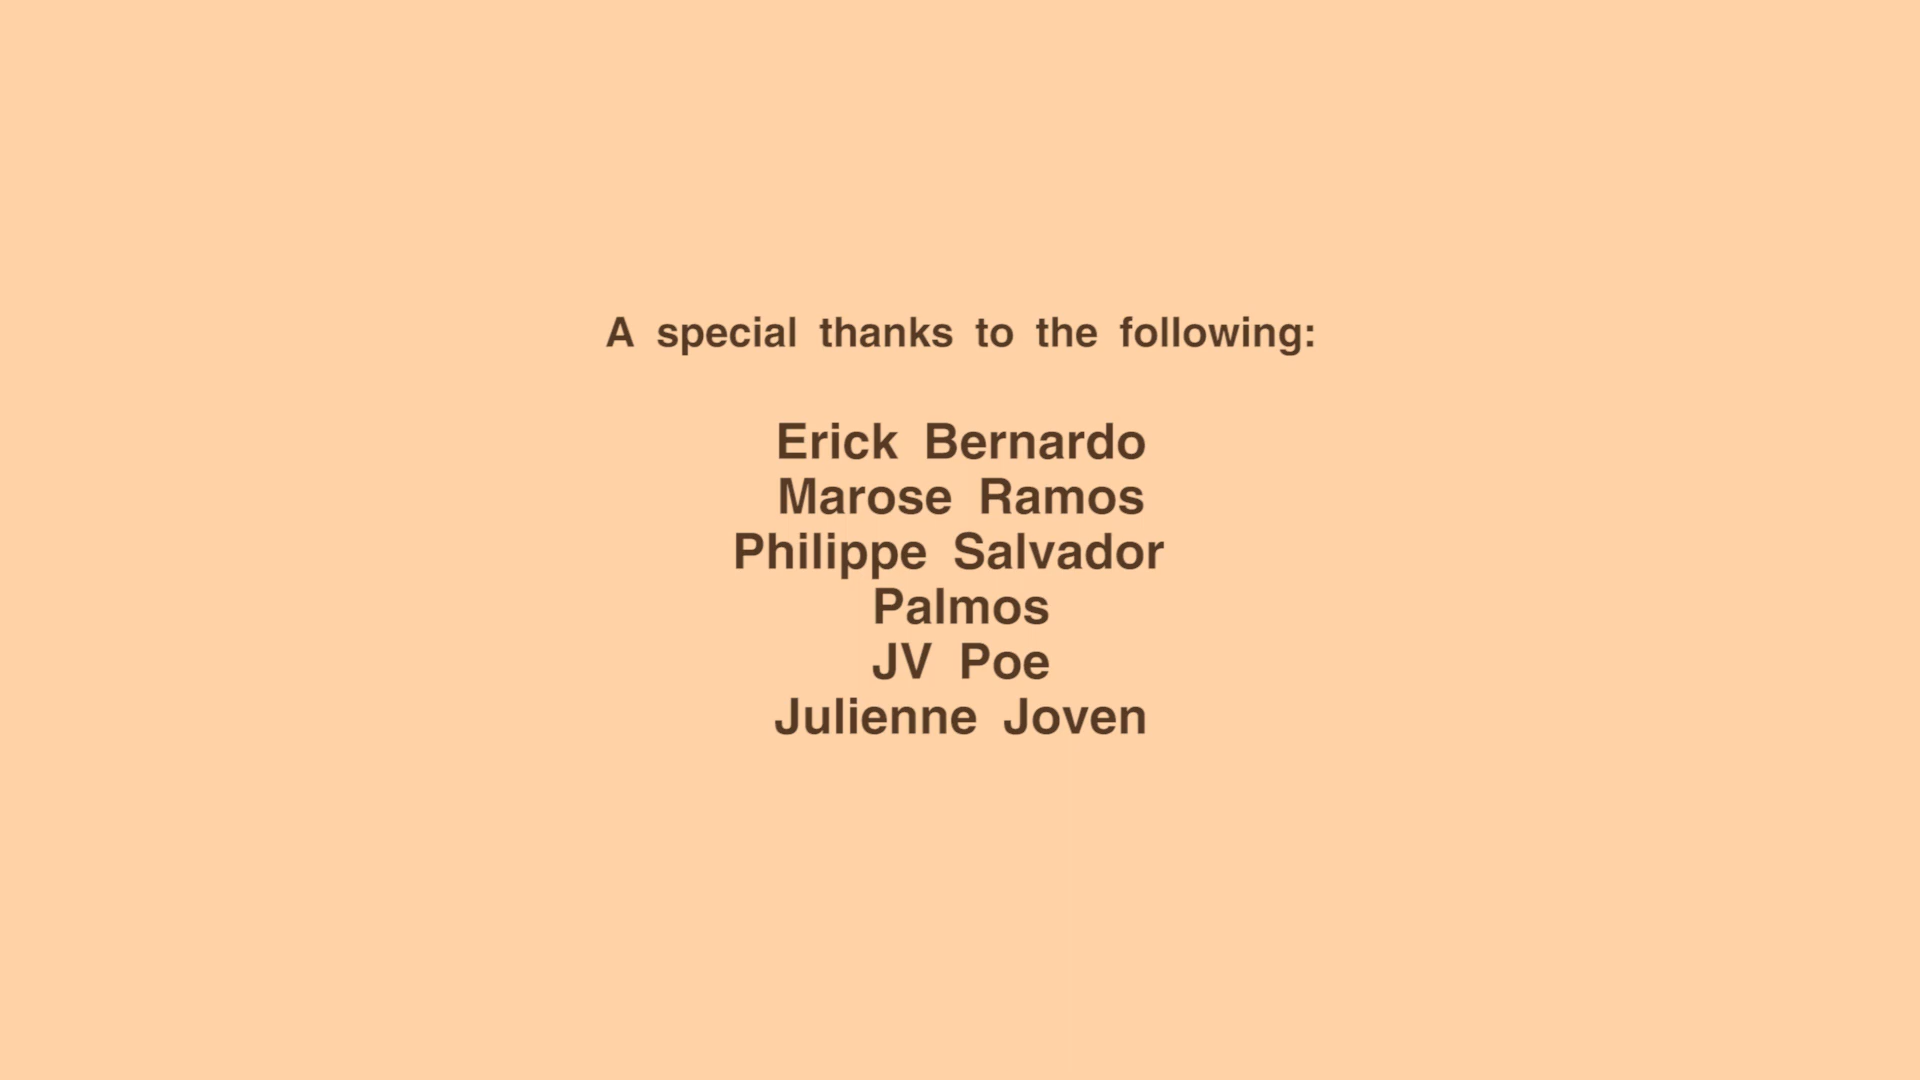 A special thanks to the following:
Erick Bernardo
Marose Ramos
Philippe Salvador
Palmos
JV Poe
Julienne Joven